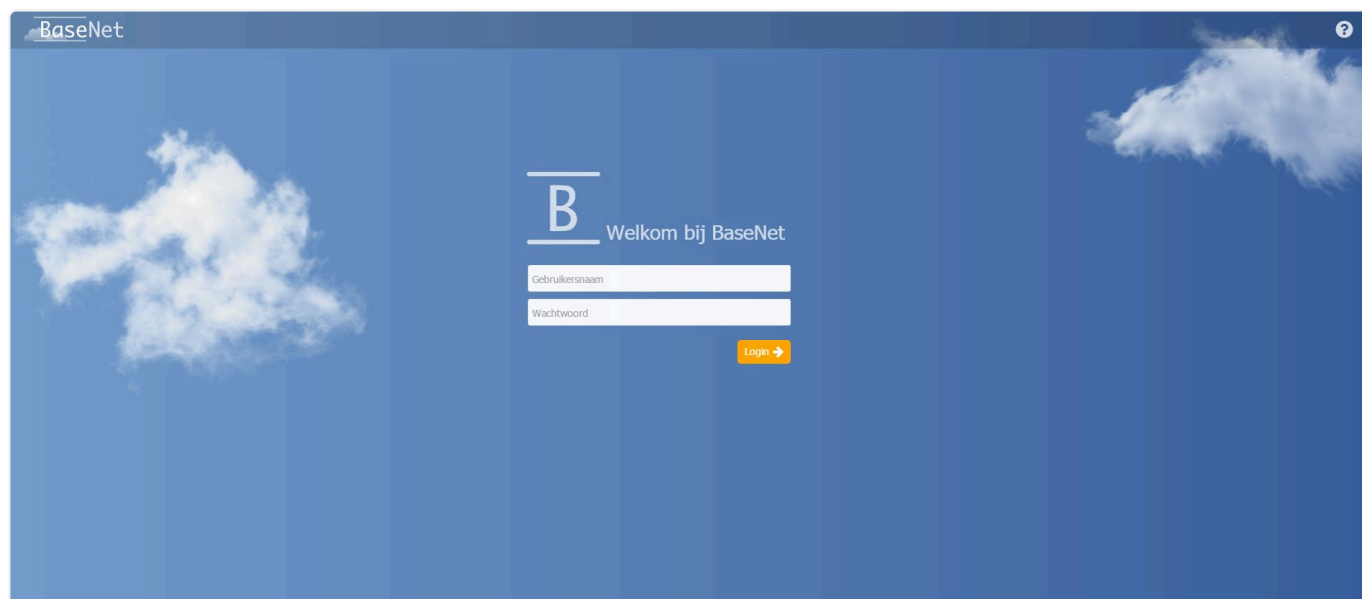 BaseNet
?
B
Welkom bij BaseNet
Gebruikersnaam
Wachtwoord
Login